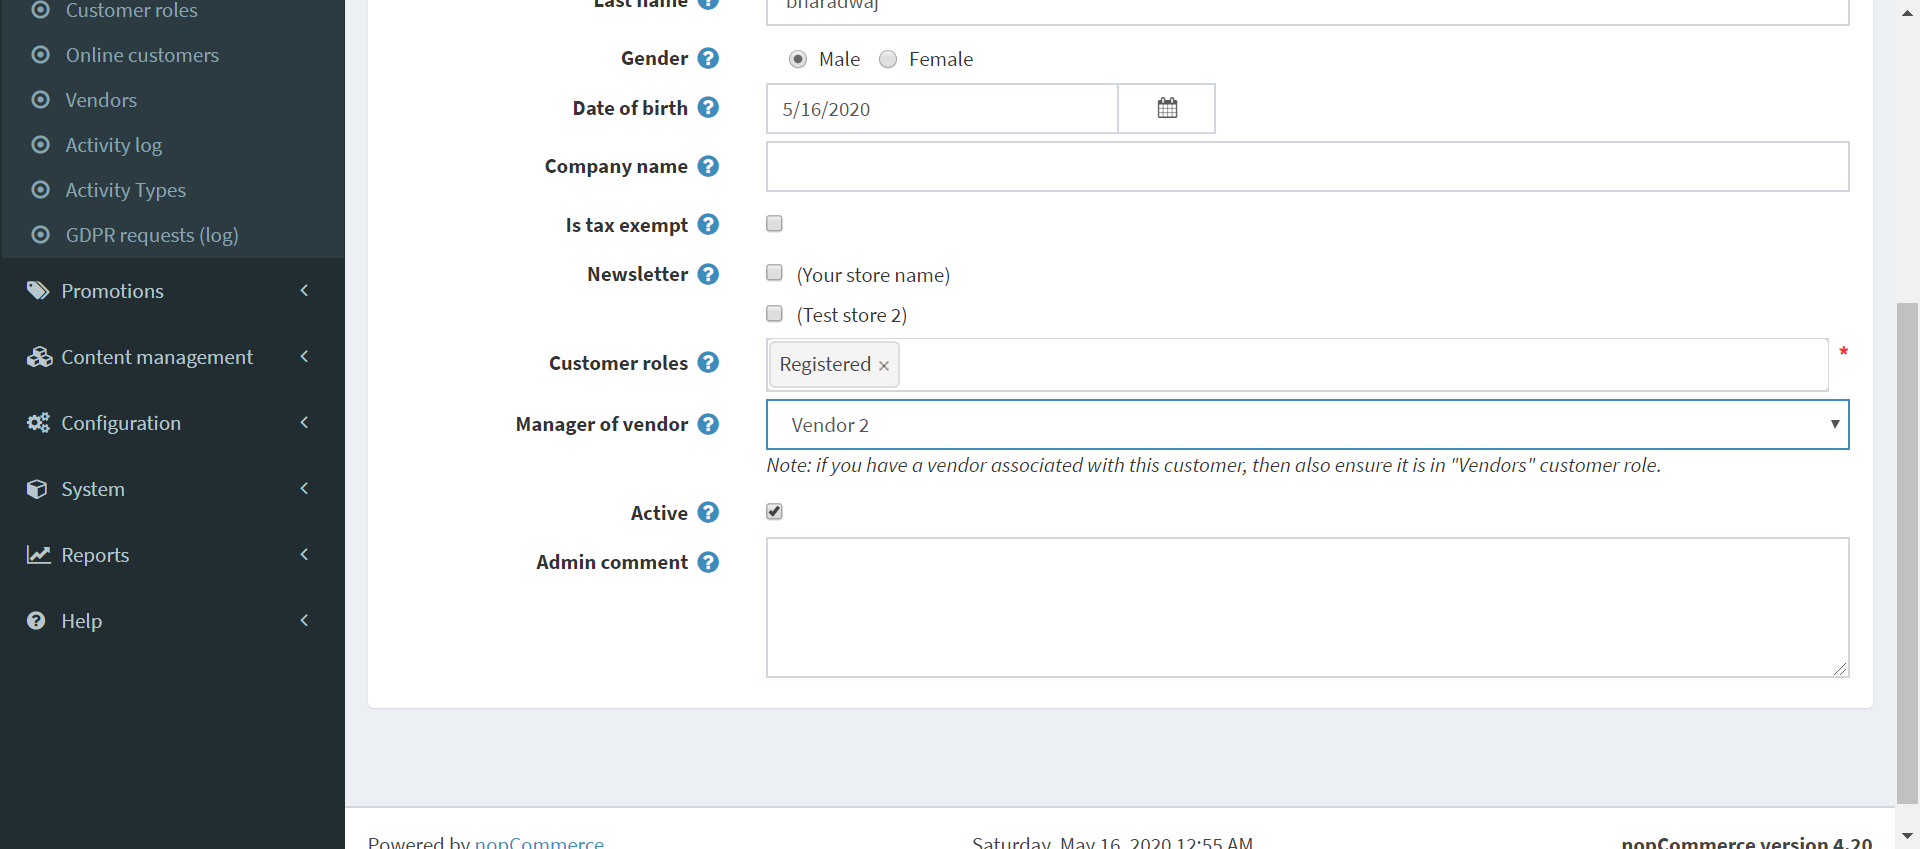 Customer roles
Online customers
Vendors
Activity log
Activity Types
GDPR requests (log)
Promotions
Content management
Configuration
System
Reports
Help
Last name
bharadwaj
Gender Male Female
Date of birth 5/16/2020
Company name
Is tax exempt
Newsletter (Your store name)
(Test store 2)
Customer roles Registered × *
Manager of vendor Vendor 2
Note: if you have a vendor associated with this customer, then also ensure it is in "Vendors" customer role.
Active
Admin comment
Powered by nopCommerce Saturday, May 16, 2020 12:55 AM nopCommerce version 4.20